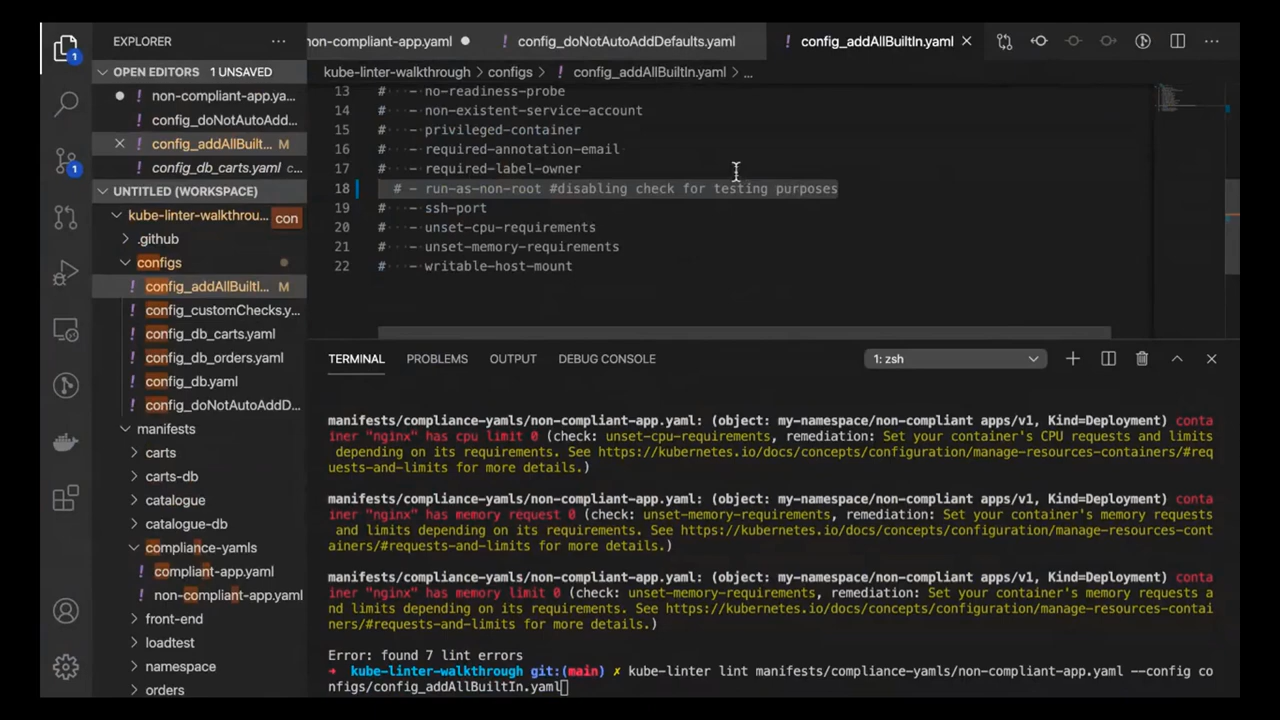 EXPLORER
OPEN EDITORS 1 UNSAVED
non-compliant-app.ya...
config_doNotAutoAdd...
config_addAllBuilt... M
config_db_carts.yaml c...
UNTITLED (WORKSPACE)
kube-linter-walkthrou... con
.github
configs
config_addAllBuiltI... M
config_customChecks.y...
config_db_carts.yaml
config_db_orders.yaml
config_db.yaml
config_doNotAutoAddD...
manifests
carts
carts-db
catalogue
catalogue-db
compliance-yamls
compliant-app.yaml
non-compliant-app.yaml
front-end
loadtest
namespace
orders
1
1
non-compliant-app.yaml
config_doNotAutoAddDefaults.yaml
config_addAllBuiltIn.yaml
kube-linter-walkthrough > configs > ! config_addAllBuiltIn.yaml > ...
13 # - no-readiness-probe
14 # - non-existent-service-account
15 # - privileged-container
16 # - required-annotation-email
17 # - required-label-owner
18 # - run-as-non-root #disabling check for testing purposes
19 # - ssh-port
20 # - unset-cpu-requirements
21 # - unset-memory-requirements
22 # - writable-host-mount
TERMINAL PROBLEMS OUTPUT DEBUG CONSOLE 1: zsh
manifests/compliance-yamls/non-compliant-app.yaml: (object: my-namespace/non-compliant apps/v1, Kind=Deployment) conta
iner "nginx" has cpu limit 0 (check: unset-cpu-requirements, remediation: Set your container's CPU requests and limits
depending on its requirements. See https://kubernetes.io/docs/concepts/configuration/manage-resources-containers/#req
uests-and-limits for more details.)
manifests/compliance-yamls/non-compliant-app.yaml: (object: my-namespace/non-compliant apps/v1, Kind=Deployment) conta
iner "nginx" has memory request 0 (check: unset-memory-requirements, remediation: Set your container's memory requests
and limits depending on its requirements. See https://kubernetes.io/docs/concepts/configuration/manage-resources-cont
ainers/#requests-and-limits for more details.)
manifests/compliance-yamls/non-compliant-app.yaml: (object: my-namespace/non-compliant apps/v1, Kind=Deployment) conta
iner "nginx" has memory limit 0 (check: unset-memory-requirements, remediation: Set your container's memory requests a
nd limits depending on its requirements. See https://kubernetes.io/docs/concepts/configuration/manage-resources-contai
ners/#requests-and-limits for more details.)
Error: found 7 lint errors
➜ kube-linter-walkthrough git:(main) ✗ kube-linter lint manifests/compliance-yamls/non-compliant-app.yaml --config co
nfigs/config_addAllBuiltIn.yaml